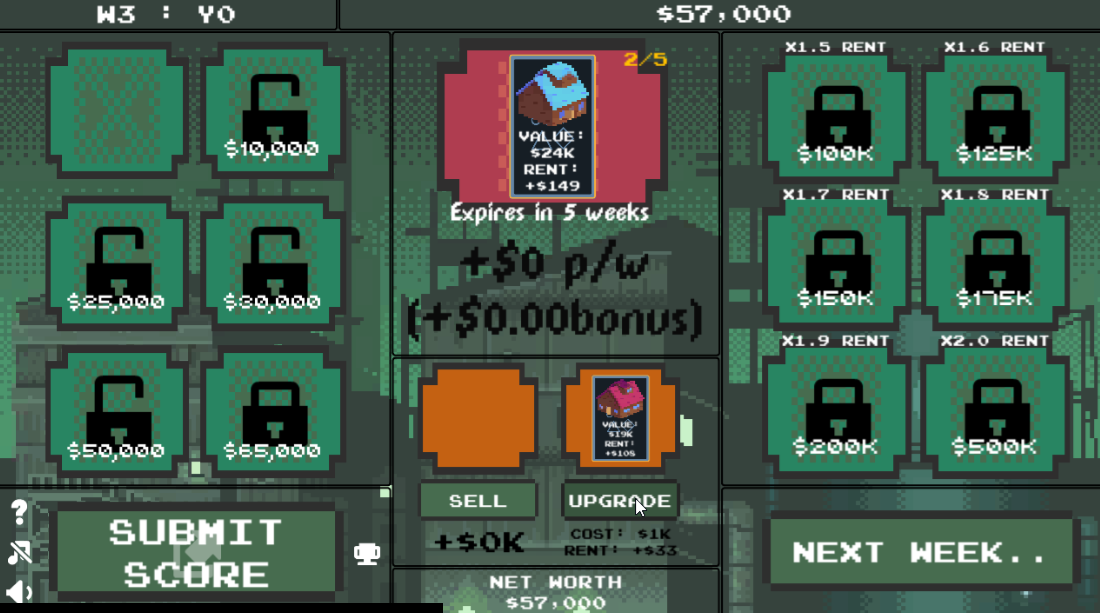 W3 : Y0
$57,000
$10,000
$25,000
$30,000
$50,000
$65,000
SUBMIT
SCORE
?
2/5
VALUE:
$24K
RENT:
+$149
Expires in 5 weeks
+$0 p/w
(+$0.00bonus)
VALUE:
$19K
RENT:
+$108
SELL
UPGRADE
+$0K
COST: $1K
RENT: +$33
NET WORTH
$57,000
X1.5 RENT
X1.6 RENT
$100K
$125K
X1.7 RENT
X1.8 RENT
$150K
$175K
X1.9 RENT
X2.0 RENT
$200K
$500K
NEXT WEEK..